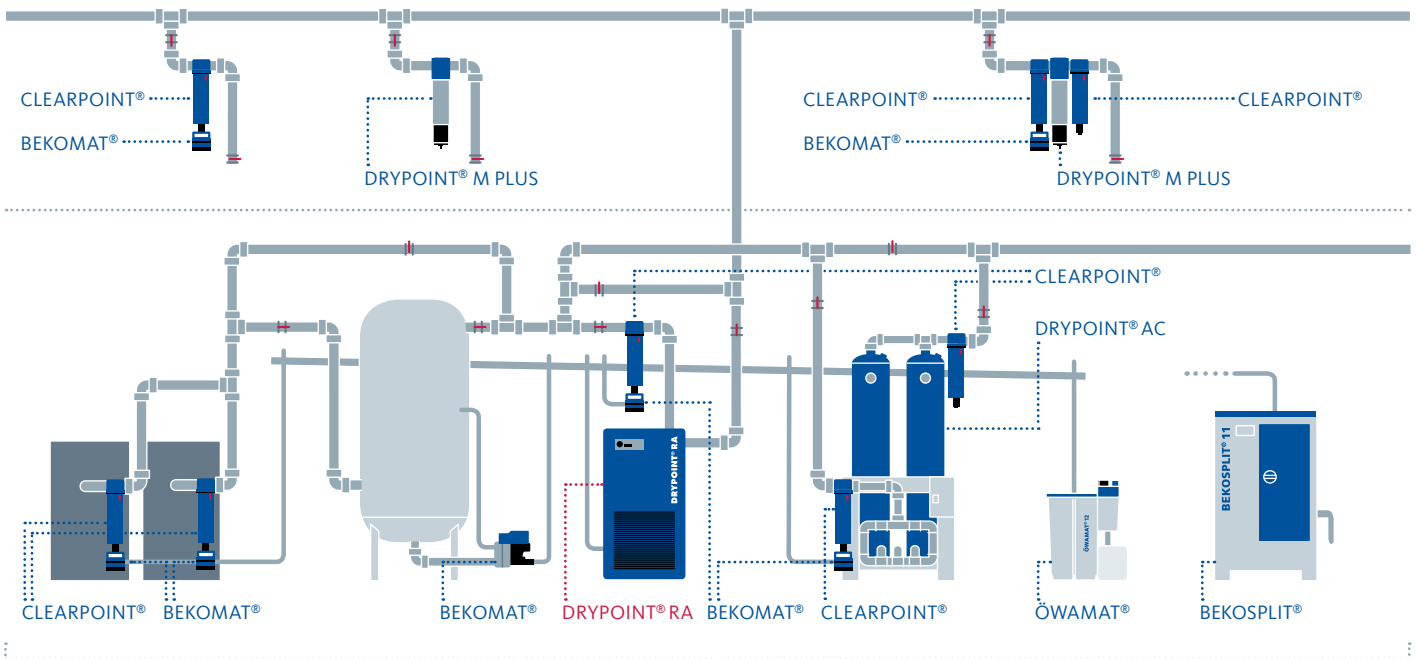 CLEARPOINT®
BEKOMAT®
DRYPOINT® M PLUS
CLEARPOINT®
BEKOMAT®
CLEARPOINT®
DRYPOINT® M PLUS
CLEARPOINT®
DRYPOINT® AC
DRYPOINT® RA
ÖWAMAT® 12
BEKOSPLIT® 11
CLEARPOINT®
BEKOMAT®
BEKOMAT®
DRYPOINT® RA
BEKOMAT®
CLEARPOINT®
ÖWAMAT®
BEKOSPLIT®